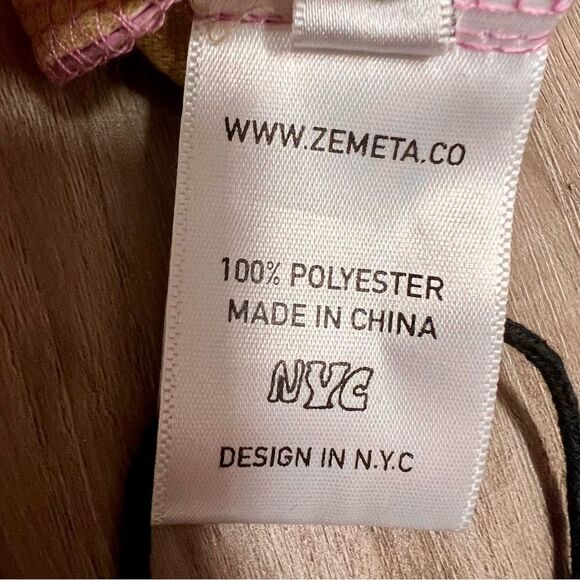 WWW.ZEMETA.CO
100% POLYESTER
MADE IN CHINA
NYC
DESIGN IN N.Y.C